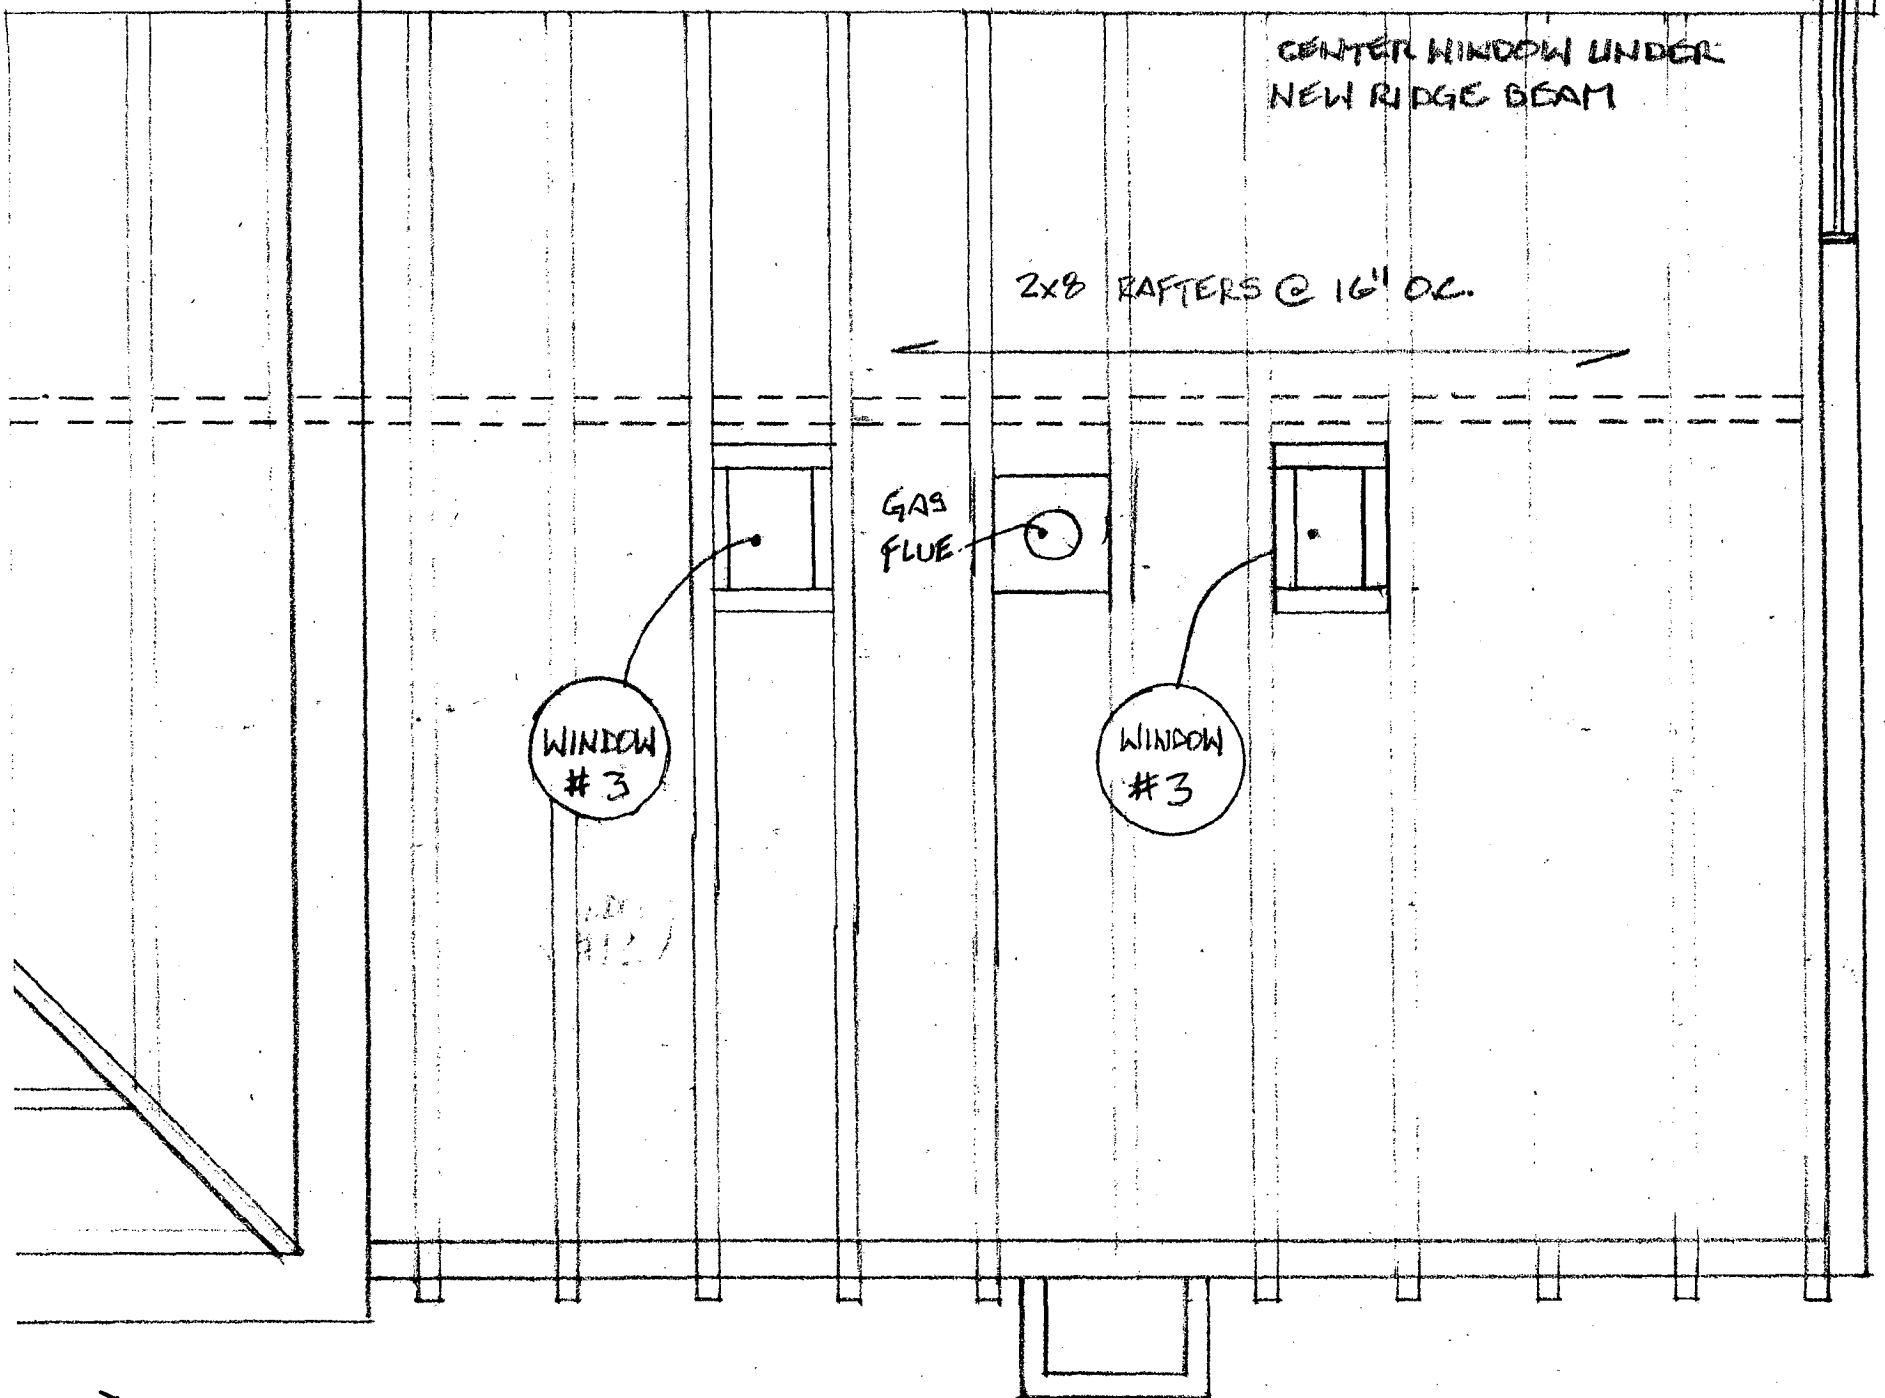 CENTER WINDOW UNDER
NEW RIDGE BEAM
2x8 RAFTERS @ 16" O.C.
GAS
FLUE
WINDOW
#3
WINDOW
#3